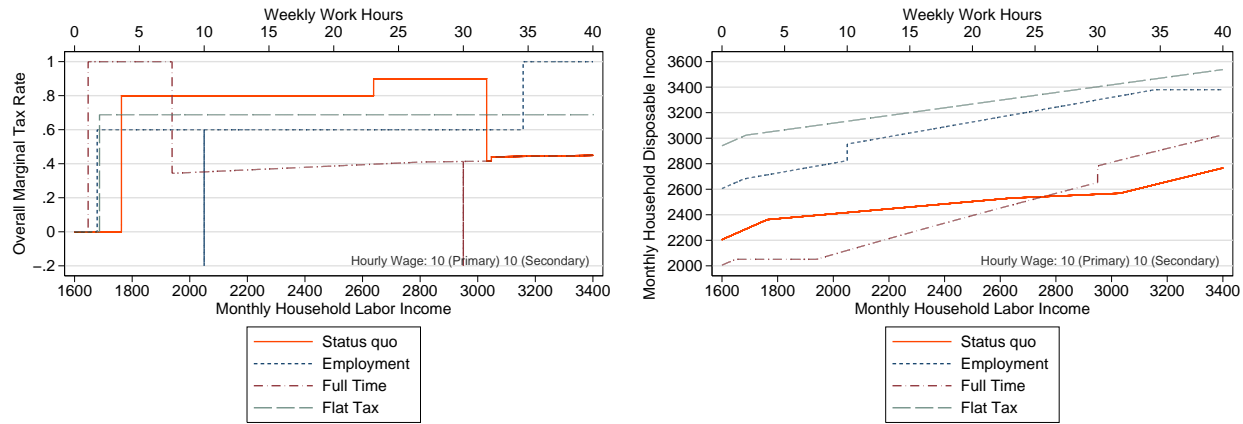 Weekly Work Hours
0 5 10 15 20 23 26 30 35 40
Overall Marginal Tax Rate
1
.8
.6
.4
.2
0
-.2
Hourly Wage: 10 (Primary) 10 (Secondary)
1600 2000 2200 2400 2600 2800 3000 3200 3400
Monthly Household Labor Income
Status quo
Employment
Full Time
Flat Tax
Weekly Work Hours
0 5 10 15 20 23 26 30 35 40
Monthly Household Disposable Income
3600
3400
3200
3000
2800
2600
2400
2200
2000
Hourly Wage: 10 (Primary) 10 (Secondary)
1600 2000 2200 2400 2600 2800 3000 3200 3400
Monthly Household Labor Income
Status quo
Employment
Full Time
Flat Tax